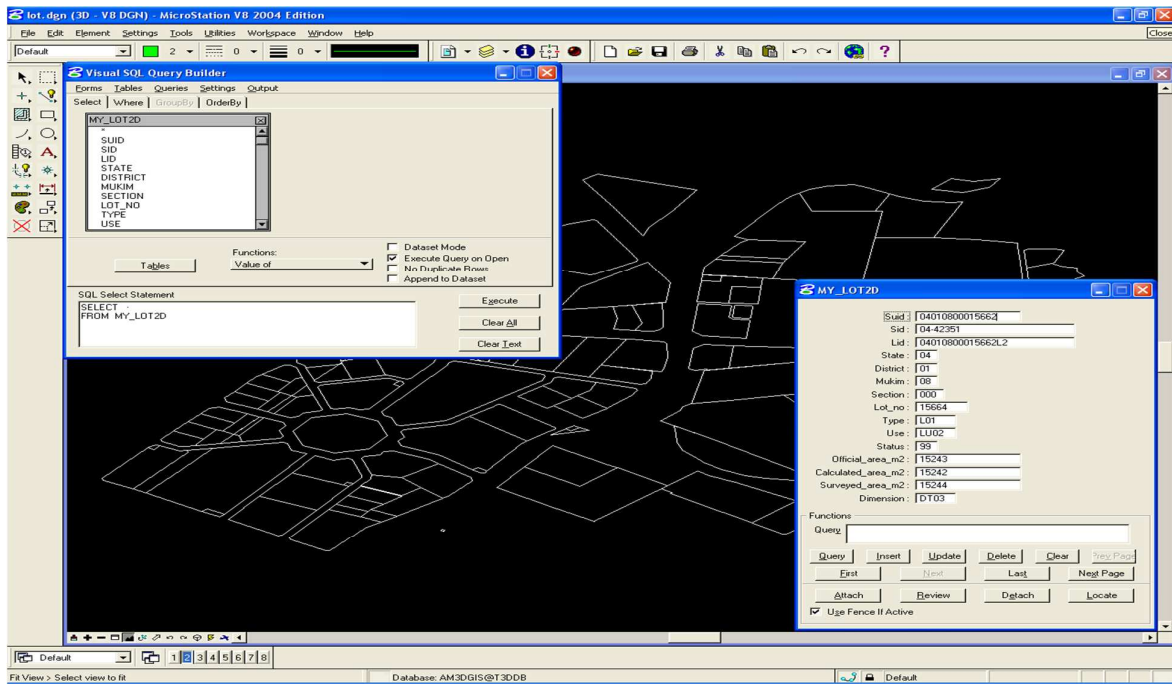 lot.dgn (3D - V8 DGN) - MicroStation V8 2004 Edition
File Edit Element Settings Tools Utilities Workspace Window Help
Close
Default 2 0 0
Visual SQL Query Builder
Forms Tables Queries Settings Output
Select Where GroupBy OrderBy
MY_LOT2D
*
SUID
SID
LID
STATE
DISTRICT
MUKIM
SECTION
LOT_NO
TYPE
USE
Tables
Functions:
Value of
Dataset Mode
Execute Query on Open
No Duplicate Rows
Append to Dataset
SQL Select Statement
SELECT
FROM MY_LOT2D
Execute
Clear All
Clear Text
MY_LOT2D
Suid : 04010800015662
Sid : 04-42351
Lid : 04010800015662L2
State : 04
District : 01
Mukim : 08
Section : 000
Lot_no : 15664
Type : L01
Use : LU02
Status : 99
Official_area_m2 : 15243
Calculated_area_m2 : 15242
Surveyed_area_m2 : 15244
Dimension : DT03
Functions
Query
Query Insert Update Delete Clear Prev Page
First Next Last Next Page
Attach Review Detach Locate
Use Fence If Active
Default 1 2 3 4 5 6 7 8
Fit View > Select view to fit Database: AM3DGIS@T3DDB Default